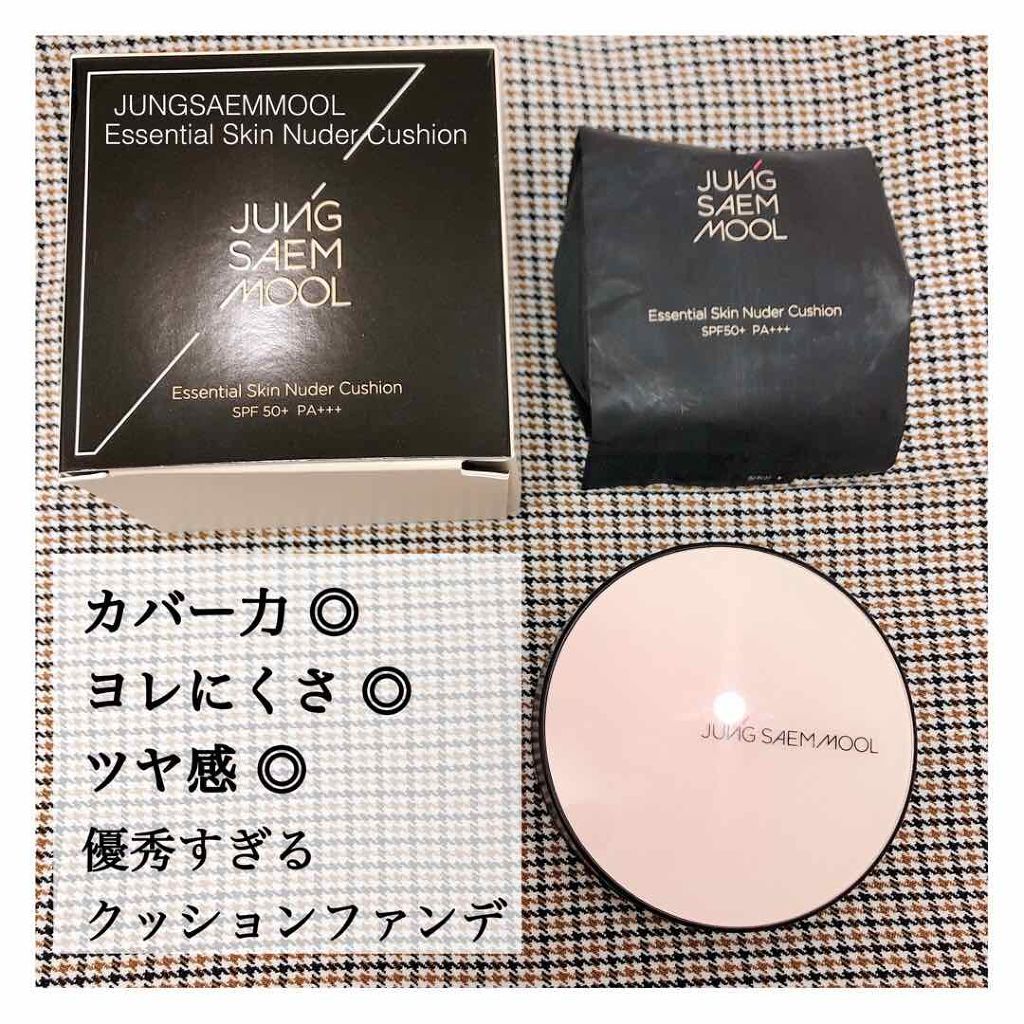 JUNGSAEMMOOL
Essential Skin Nuder Cushion
JUNG
SAEM
MOOL
Essential Skin Nuder Cushion
SPF 50+ PA+++
JUNG
SAEM
MOOL
Essential Skin Nuder Cushion
SPF50+ PA+++
カバー力 ◎
ヨレにくさ ◎
ツヤ感 ◎
優秀すぎる
クッションファンデ
JUNG SAEM MOOL